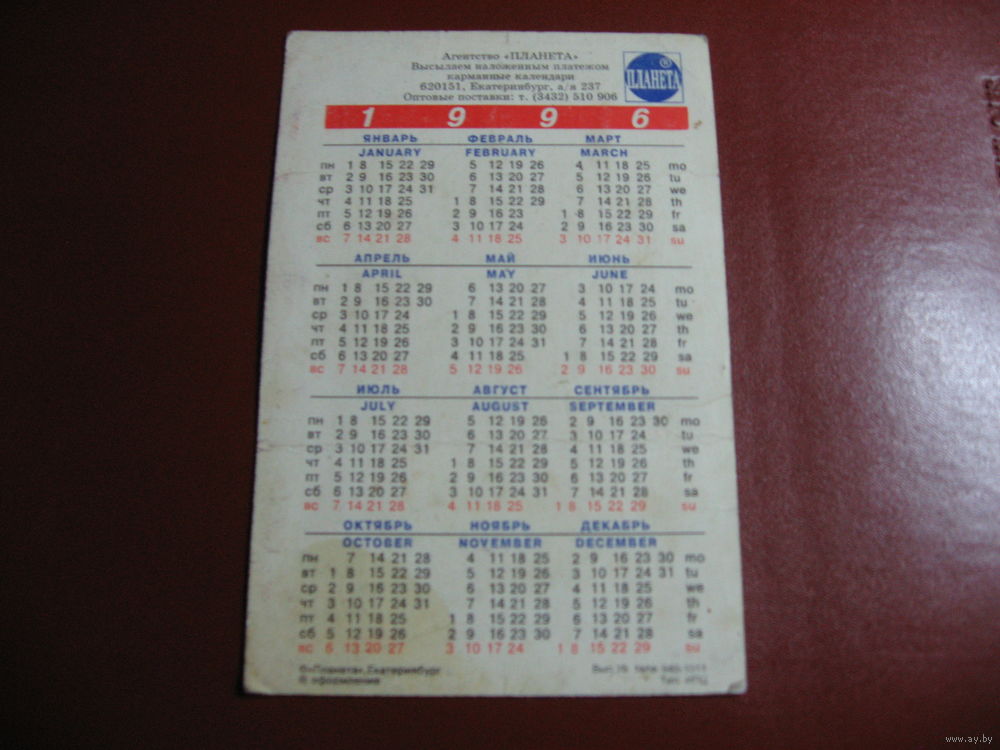 Агентство «ПЛАНЕТА»
Высылаем наложенным платежом
карманные календари
620151, Екатеринбург, а/я 237
Оптовые поставки: т. (3432) 510 906
® ПЛАНЕТА
1 9 9 6
ЯНВАРЬ ФЕВРАЛЬ МАРТ
JANUARY FEBRUARY MARCH
пн 1 8 15 22 29 5 12 19 26 4 11 18 25 mo
вт 2 9 16 23 30 6 13 20 27 5 12 19 26 tu
ср 3 10 17 24 31 7 14 21 28 6 13 20 27 we
чт 4 11 18 25 1 8 15 22 29 7 14 21 28 th
пт 5 12 19 26 2 9 16 23 1 8 15 22 29 fr
сб 6 13 20 27 3 10 17 24 2 9 16 23 30 sa
вс 7 14 21 28 4 11 18 25 3 10 17 24 31 su
АПРЕЛЬ МАЙ ИЮНЬ
APRIL MAY JUNE
пн 1 8 15 22 29 6 13 20 27 3 10 17 24 mo
вт 2 9 16 23 30 7 14 21 28 4 11 18 25 tu
ср 3 10 17 24 1 8 15 22 29 5 12 19 26 we
чт 4 11 18 25 2 9 16 23 30 6 13 20 27 th
пт 5 12 19 26 3 10 17 24 31 7 14 21 28 fr
сб 6 13 20 27 4 11 18 25 1 8 15 22 29 sa
вс 7 14 21 28 5 12 19 26 2 9 16 23 30 su
ИЮЛЬ АВГУСТ СЕНТЯБРЬ
JULY AUGUST SEPTEMBER
пн 1 8 15 22 29 5 12 19 26 2 9 16 23 30 mo
вт 2 9 16 23 30 6 13 20 27 3 10 17 24 tu
ср 3 10 17 24 31 7 14 21 28 4 11 18 25 we
чт 4 11 18 25 1 8 15 22 29 5 12 19 26 th
пт 5 12 19 26 2 9 16 23 30 6 13 20 27 fr
сб 6 13 20 27 3 10 17 24 31 7 14 21 28 sa
вс 7 14 21 28 4 11 18 25 1 8 15 22 29 su
ОКТЯБРЬ НОЯБРЬ ДЕКАБРЬ
OCTOBER NOVEMBER DECEMBER
пн 7 14 21 28 4 11 18 25 2 9 16 23 30 mo
вт 1 8 15 22 29 5 12 19 26 3 10 17 24 31 tu
ср 2 9 16 23 30 6 13 20 27 4 11 18 25 we
чт 3 10 17 24 31 7 14 21 28 5 12 19 26 th
пт 4 11 18 25 1 8 15 22 29 6 13 20 27 fr
сб 5 12 19 26 2 9 16 23 30 7 14 21 28 sa
вс 6 13 20 27 3 10 17 24 1 8 15 22 29 su
©«Планета», Екатеринбург
© оформление
www.ay.by